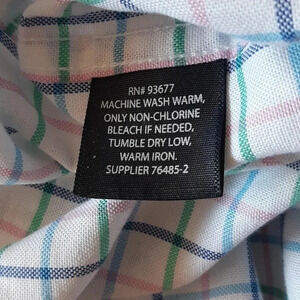 RN# 93677
MACHINE WASH WARM,
ONLY NON-CHLORINE
BLEACH IF NEEDED,
TUMBLE DRY LOW,
WARM IRON.
SUPPLIER 76485-2